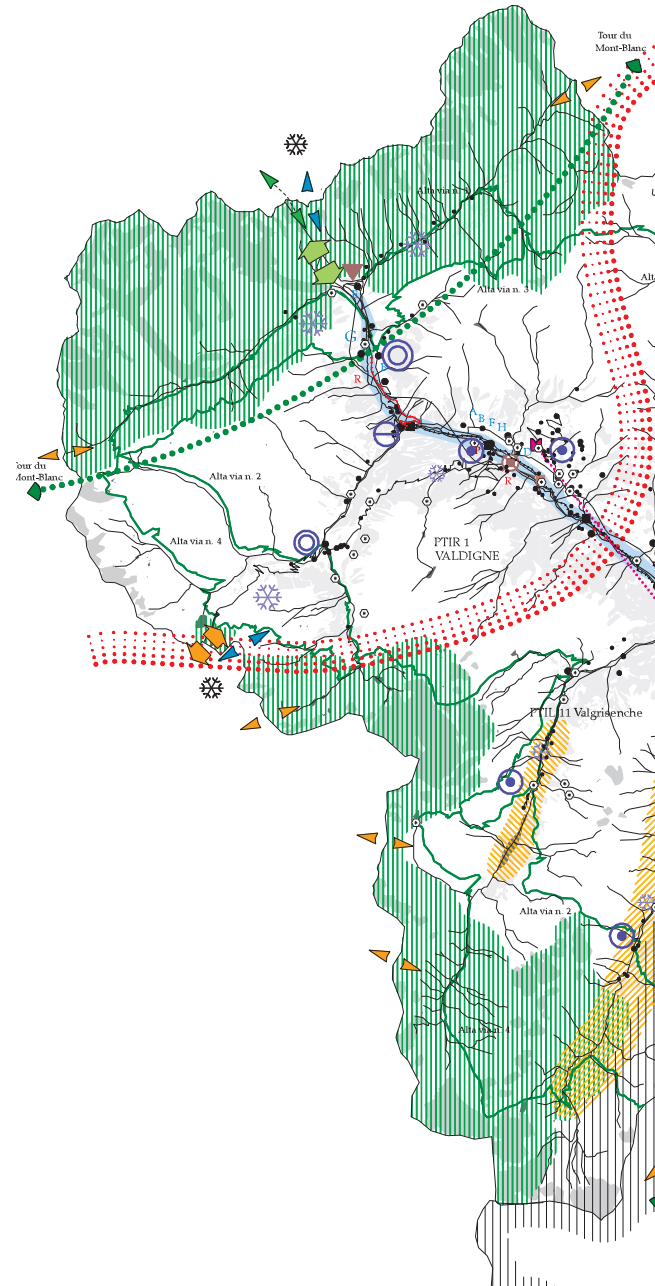 Tour du
Mont-Blanc
Alta via n. 1
Alta via n. 3
Alta
G
R
E
A
B
F
H
D
R
Tour du
Mont-Blanc
Alta via n. 2
Alta via n. 4
PTIR 1
VALDIGNE
PTIL 11 Valgrisenche
Alta via n. 2
Alta via n. 4